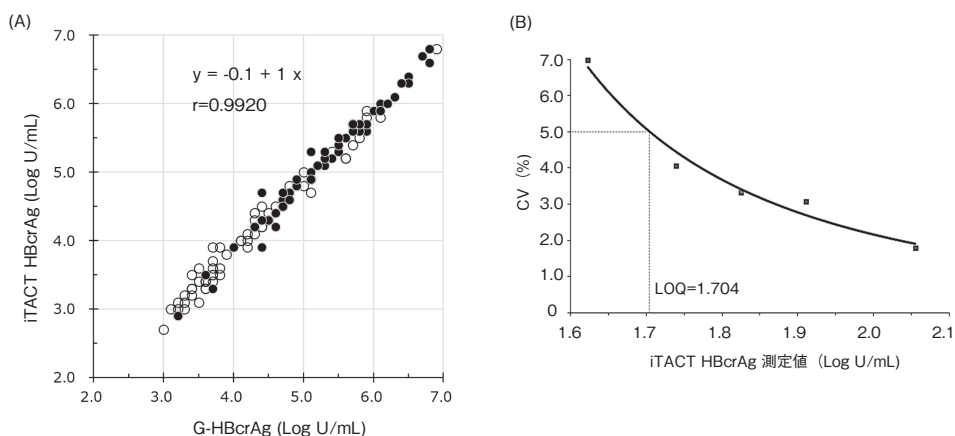 (A)
7.0
6.0
5.0
4.0
3.0
2.0
iTACT HBcrAg (Log U/mL)
y = -0.1 + 1 x
r=0.9920
2.0 3.0 4.0 5.0 6.0 7.0
G-HBcrAg (Log U/mL)
(B)
7.0
6.0
5.0
4.0
3.0
2.0
1.0
0
CV (%)
LOQ=1.704
1.6 1.7 1.8 1.9 2.0 2.1
iTACT HBcrAg 測定値 (Log U/mL)